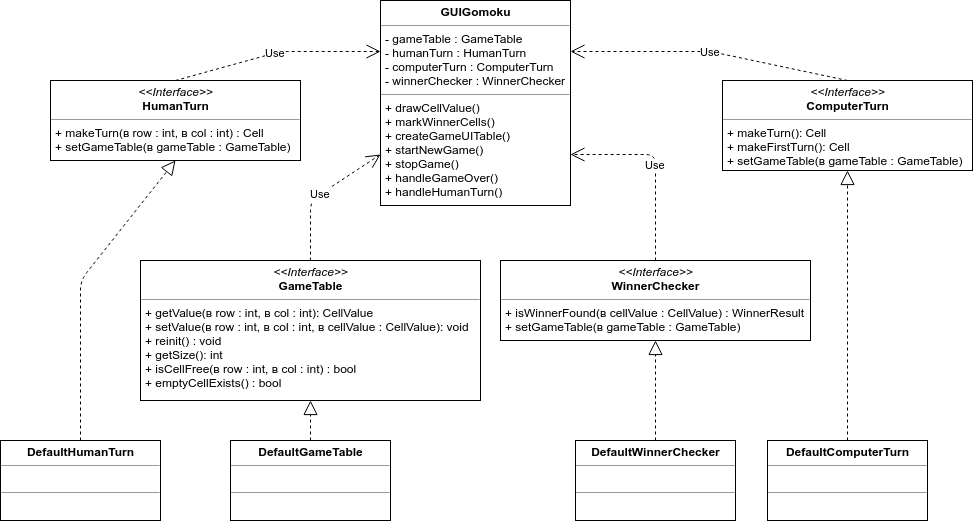 GUIGomoku
- gameTable : GameTable
- humanTurn : HumanTurn
- computerTurn : ComputerTurn
- winnerChecker : WinnerChecker
+ drawCellValue()
+ markWinnerCells()
+ createGameUITable()
+ startNewGame()
+ stopGame()
+ handleGameOver()
+ handleHumanTurn()
Use
Use
<<Interface>>
HumanTurn
+ makeTurn(в row : int, в col : int) : Cell
+ setGameTable(в gameTable : GameTable)
<<Interface>>
ComputerTurn
+ makeTurn(): Cell
+ makeFirstTurn(): Cell
+ setGameTable(в gameTable : GameTable)
Use
Use
<<Interface>>
GameTable
+ getValue(в row : int, в col : int): CellValue
+ setValue(в row : int, в col : int, в cellValue : CellValue): void
+ reinit() : void
+ getSize(): int
+ isCellFree(в row : int, в col : int) : bool
+ emptyCellExists() : bool
<<Interface>>
WinnerChecker
+ isWinnerFound(в cellValue : CellValue) : WinnerResult
+ setGameTable(в gameTable : GameTable)
DefaultHumanTurn
DefaultGameTable
DefaultWinnerChecker
DefaultComputerTurn